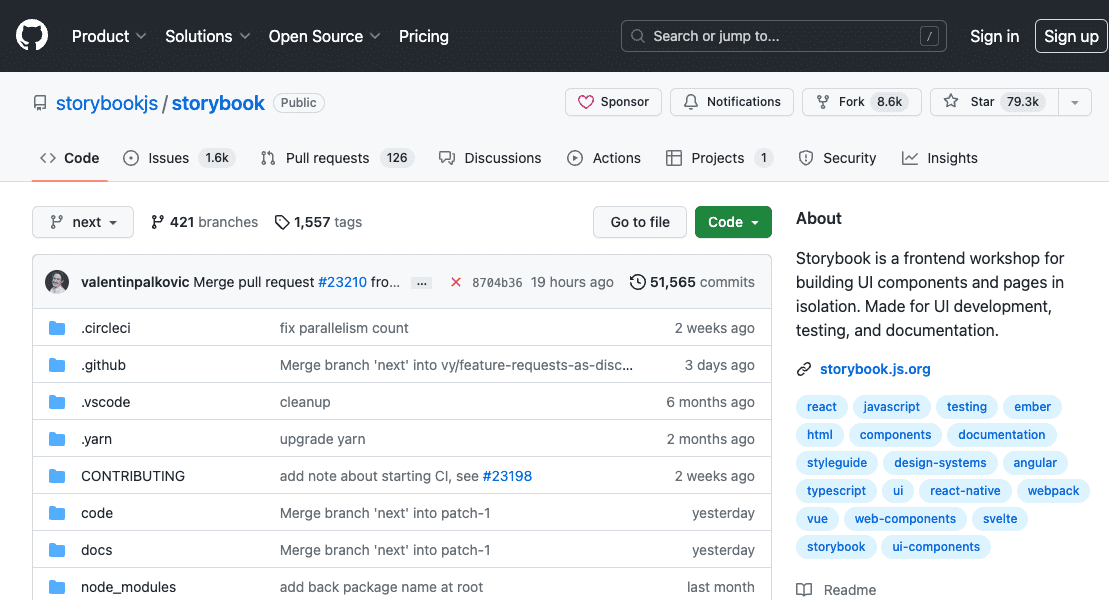 Product Solutions Open Source Pricing Search or jump to... / Sign in Sign up
storybookjs / storybook Public Sponsor Notifications Fork 8.6k Star 79.3k
Code Issues 1.6k Pull requests 126 Discussions Actions Projects 1 Security Insights
next 421 branches 1,557 tags Go to file Code
valentinpalkovic Merge pull request #23210 fro... ... 8704b36 19 hours ago 51,565 commits
.circleci fix parallelism count 2 weeks ago
.github Merge branch 'next' into vy/feature-requests-as-disc... 3 days ago
.vscode cleanup 6 months ago
.yarn upgrade yarn 2 months ago
CONTRIBUTING add note about starting CI, see #23198 2 weeks ago
code Merge branch 'next' into patch-1 yesterday
docs Merge branch 'next' into patch-1 yesterday
node_modules add back package name at root last month
About
Storybook is a frontend workshop for
building UI components and pages in
isolation. Made for UI development,
testing, and documentation.
storybook.js.org
react javascript testing ember
html components documentation
styleguide design-systems angular
typescript ui react-native webpack
vue web-components svelte
storybook ui-components
Readme